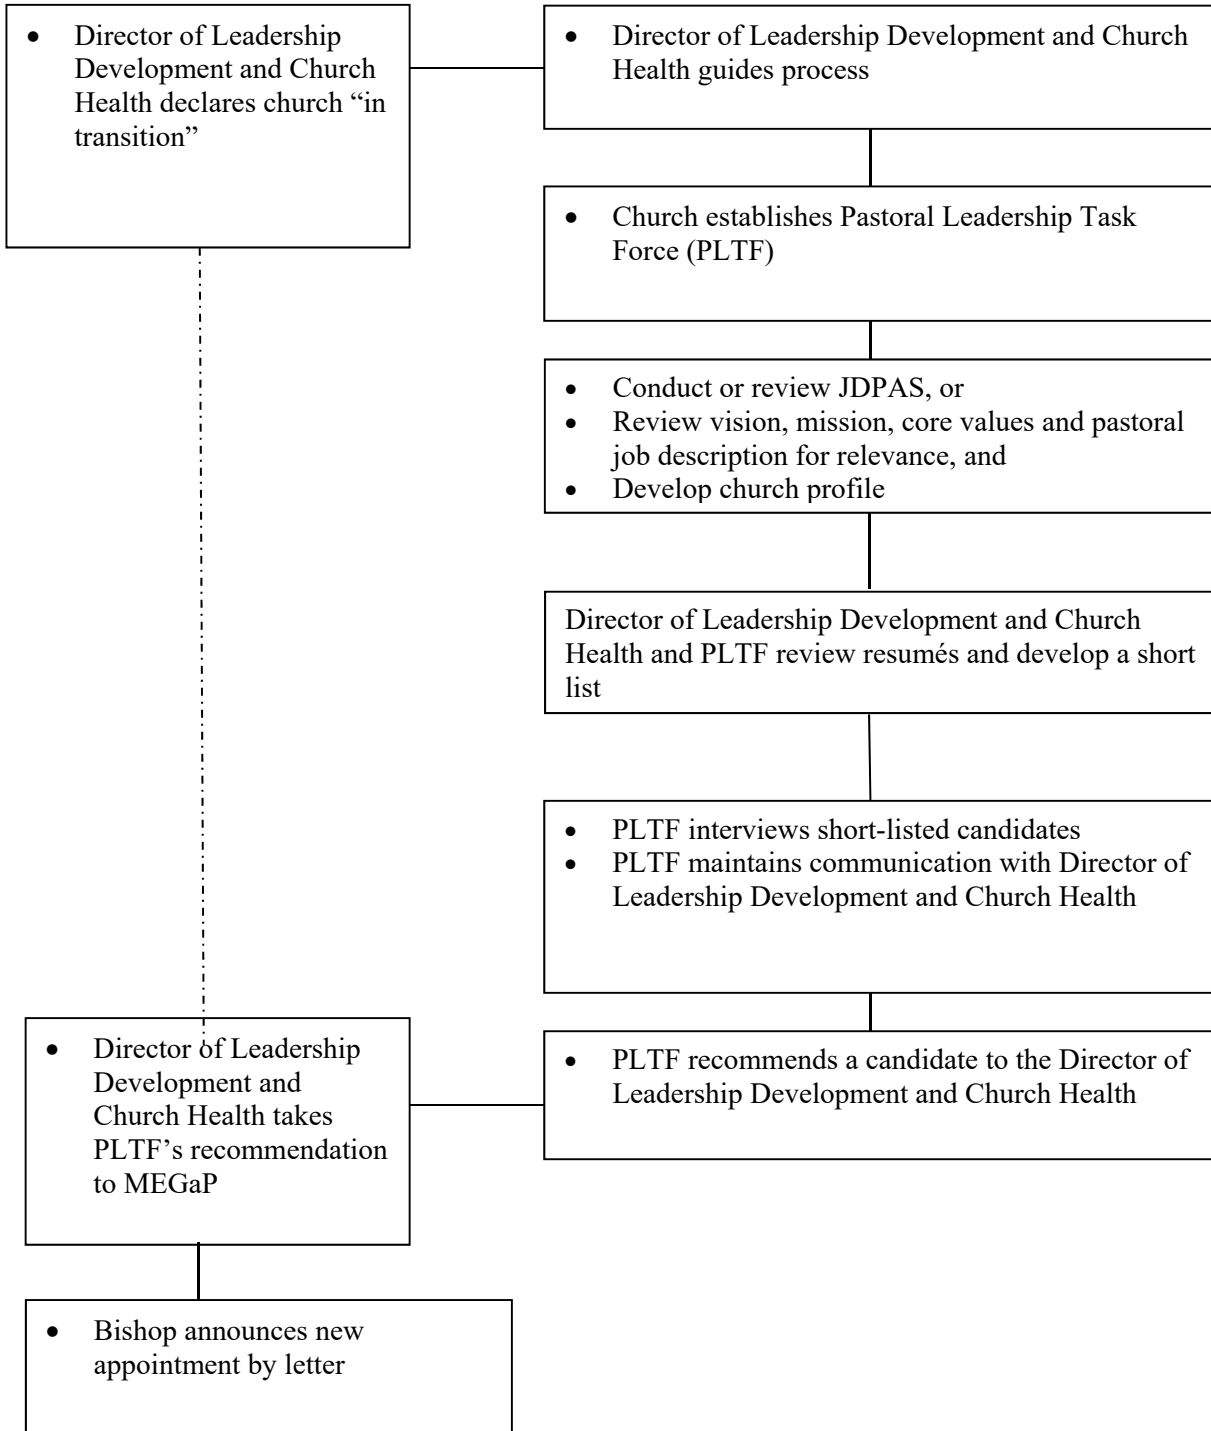 • Director of Leadership
Development and Church
Health declares church “in
transition”
• Director of Leadership Development and Church
Health guides process
• Church establishes Pastoral Leadership Task
Force (PLTF)
• Conduct or review JDPAS, or
• Review vision, mission, core values and pastoral
job description for relevance, and
• Develop church profile
Director of Leadership Development and Church
Health and PLTF review resumés and develop a short
list
• PLTF interviews short-listed candidates
• PLTF maintains communication with Director of
Leadership Development and Church Health
• PLTF recommends a candidate to the Director of
Leadership Development and Church Health
• Director of Leadership
Development and
Church Health takes
PLTF’s recommendation
to MEGaP
• Bishop announces new
appointment by letter